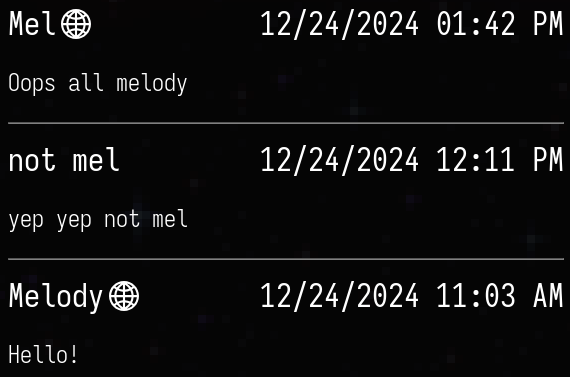 Mel 12/24/2024 01:42 PM
Oops all melody
not mel 12/24/2024 12:11 PM
yep yep not mel
Melody 12/24/2024 11:03 AM
Hello!